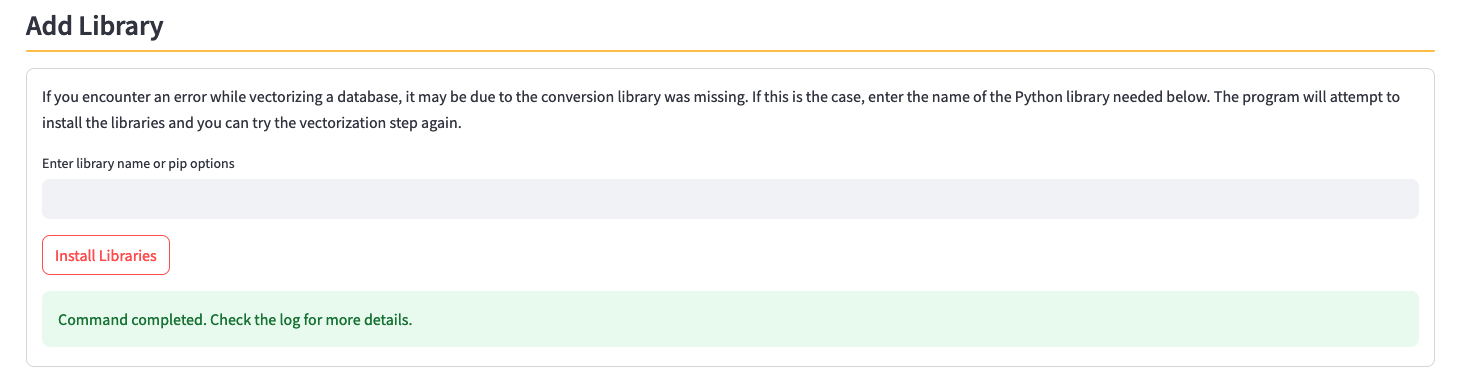 Add Library
If you encounter an error while vectorizing a database, it may be due to the conversion library was missing. If this is the case, enter the name of the Python library needed below. The program will attempt to
install the libraries and you can try the vectorization step again.
Enter library name or pip options
Install Libraries
Command completed. Check the log for more details.